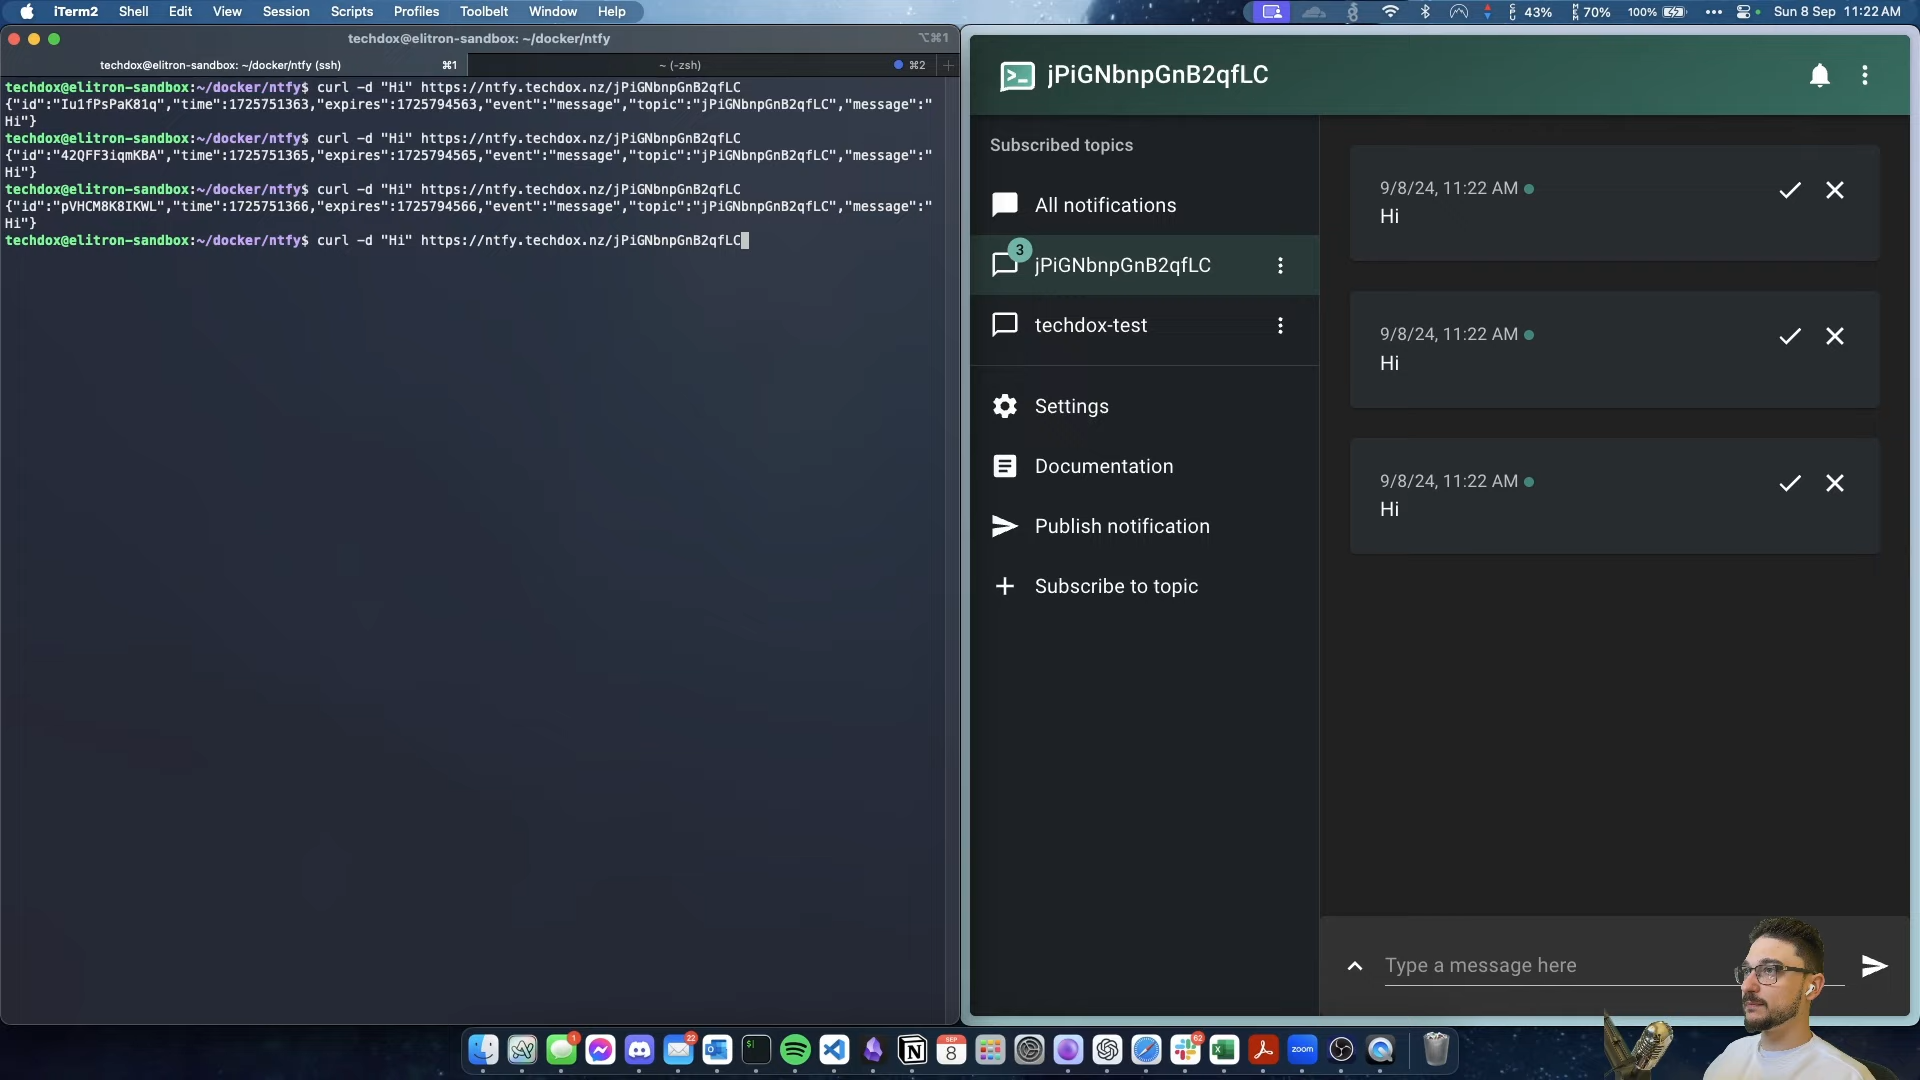 iTerm2 Shell Edit View Session Scripts Profiles Toolbelt Window Help
43% 70% 100% Sun 8 Sep 11:22 AM
techdox@elitron-sandbox: ~/docker/ntfy
⌥⌘1
techdox@elitron-sandbox: ~/docker/ntfy (ssh) ⌘1
~ (-zsh) ⌘2
techdox@elitron-sandbox:~/docker/ntfy$ curl -d "Hi" https://ntfy.techdox.nz/jPiGNbnpGnB2qfLC
{"id":"Iu1fPsPaK81q","time":1725751363,"expires":1725794563,"event":"message","topic":"jPiGNbnpGnB2qfLC","message":"
Hi"}
techdox@elitron-sandbox:~/docker/ntfy$ curl -d "Hi" https://ntfy.techdox.nz/jPiGNbnpGnB2qfLC
{"id":"42QFF3iqmKBA","time":1725751365,"expires":1725794565,"event":"message","topic":"jPiGNbnpGnB2qfLC","message":"
Hi"}
techdox@elitron-sandbox:~/docker/ntfy$ curl -d "Hi" https://ntfy.techdox.nz/jPiGNbnpGnB2qfLC
{"id":"pVHCM8K8IKWL","time":1725751366,"expires":1725794566,"event":"message","topic":"jPiGNbnpGnB2qfLC","message":"
Hi"}
techdox@elitron-sandbox:~/docker/ntfy$ curl -d "Hi" https://ntfy.techdox.nz/jPiGNbnpGnB2qfLC
jPiGNbnpGnB2qfLC
Subscribed topics
All notifications
3
jPiGNbnpGnB2qfLC
techdox-test
Settings
Documentation
Publish notification
Subscribe to topic
9/8/24, 11:22 AM
Hi
9/8/24, 11:22 AM
Hi
9/8/24, 11:22 AM
Hi
Type a message here
1
22
SEP
8
62
zoom